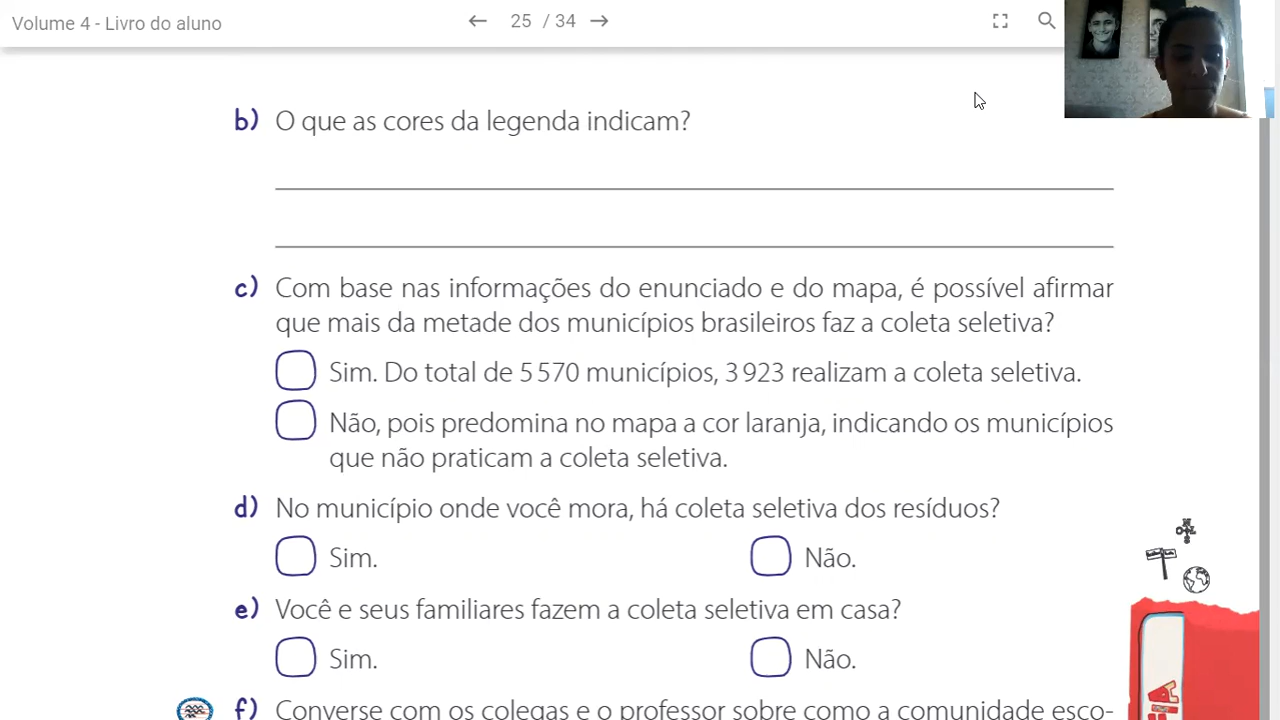 Volume 4 - Livro do aluno
25 / 34
b) O que as cores da legenda indicam?
c) Com base nas informações do enunciado e do mapa, é possível afirmar
que mais da metade dos municípios brasileiros faz a coleta seletiva?
Sim. Do total de 5 570 municípios, 3 923 realizam a coleta seletiva.
Não, pois predomina no mapa a cor laranja, indicando os municípios
que não praticam a coleta seletiva.
d) No município onde você mora, há coleta seletiva dos resíduos?
Sim. Não.
e) Você e seus familiares fazem a coleta seletiva em casa?
Sim. Não.
f) Converse com os colegas e o professor sobre como a comunidade esco-